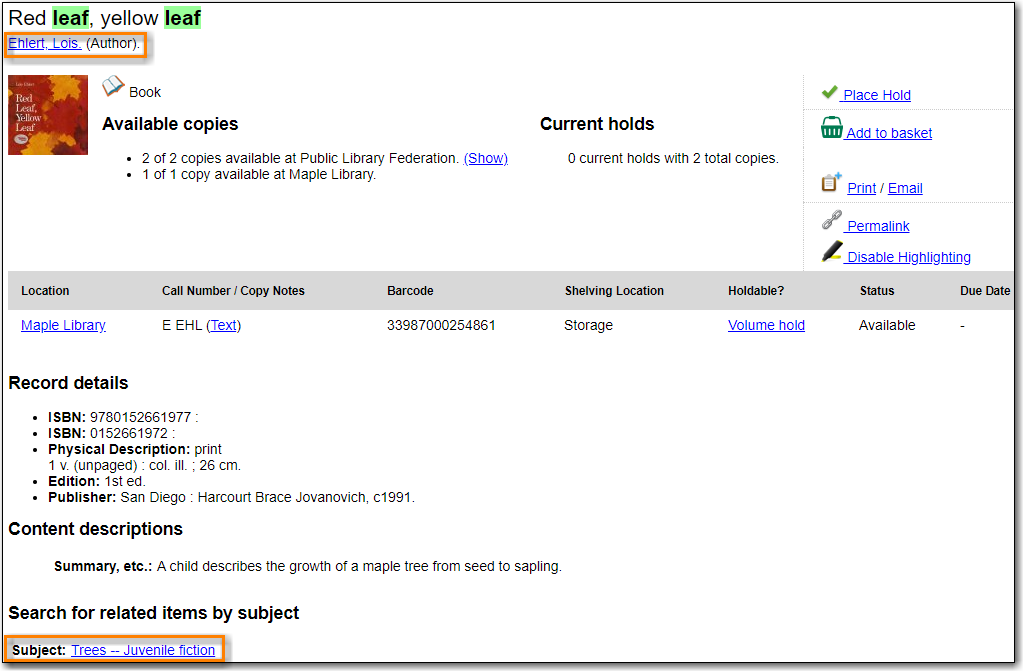 Red leaf, yellow leaf
Ehlert, Lois. (Author).
Red
Leaf,
Yellow
Leaf
Book
Available copies
2 of 2 copies available at Public Library Federation. (Show)
1 of 1 copy available at Maple Library.
Current holds
0 current holds with 2 total copies.
Place Hold
Add to basket
Print / Email
Permalink
Disable Highlighting
Location Call Number / Copy Notes Barcode Shelving Location Holdable? Status Due Date
Maple Library E EHL (Text) 33987000254861 Storage Volume hold Available -
Record details
ISBN: 9780152661977 :
ISBN: 0152661972 :
Physical Description: print
1 v. (unpaged) : col. ill. ; 26 cm.
Edition: 1st ed.
Publisher: San Diego : Harcourt Brace Jovanovich, c1991.
Content descriptions
Summary, etc.: A child describes the growth of a maple tree from seed to sapling.
Search for related items by subject
Subject: Trees -- Juvenile fiction